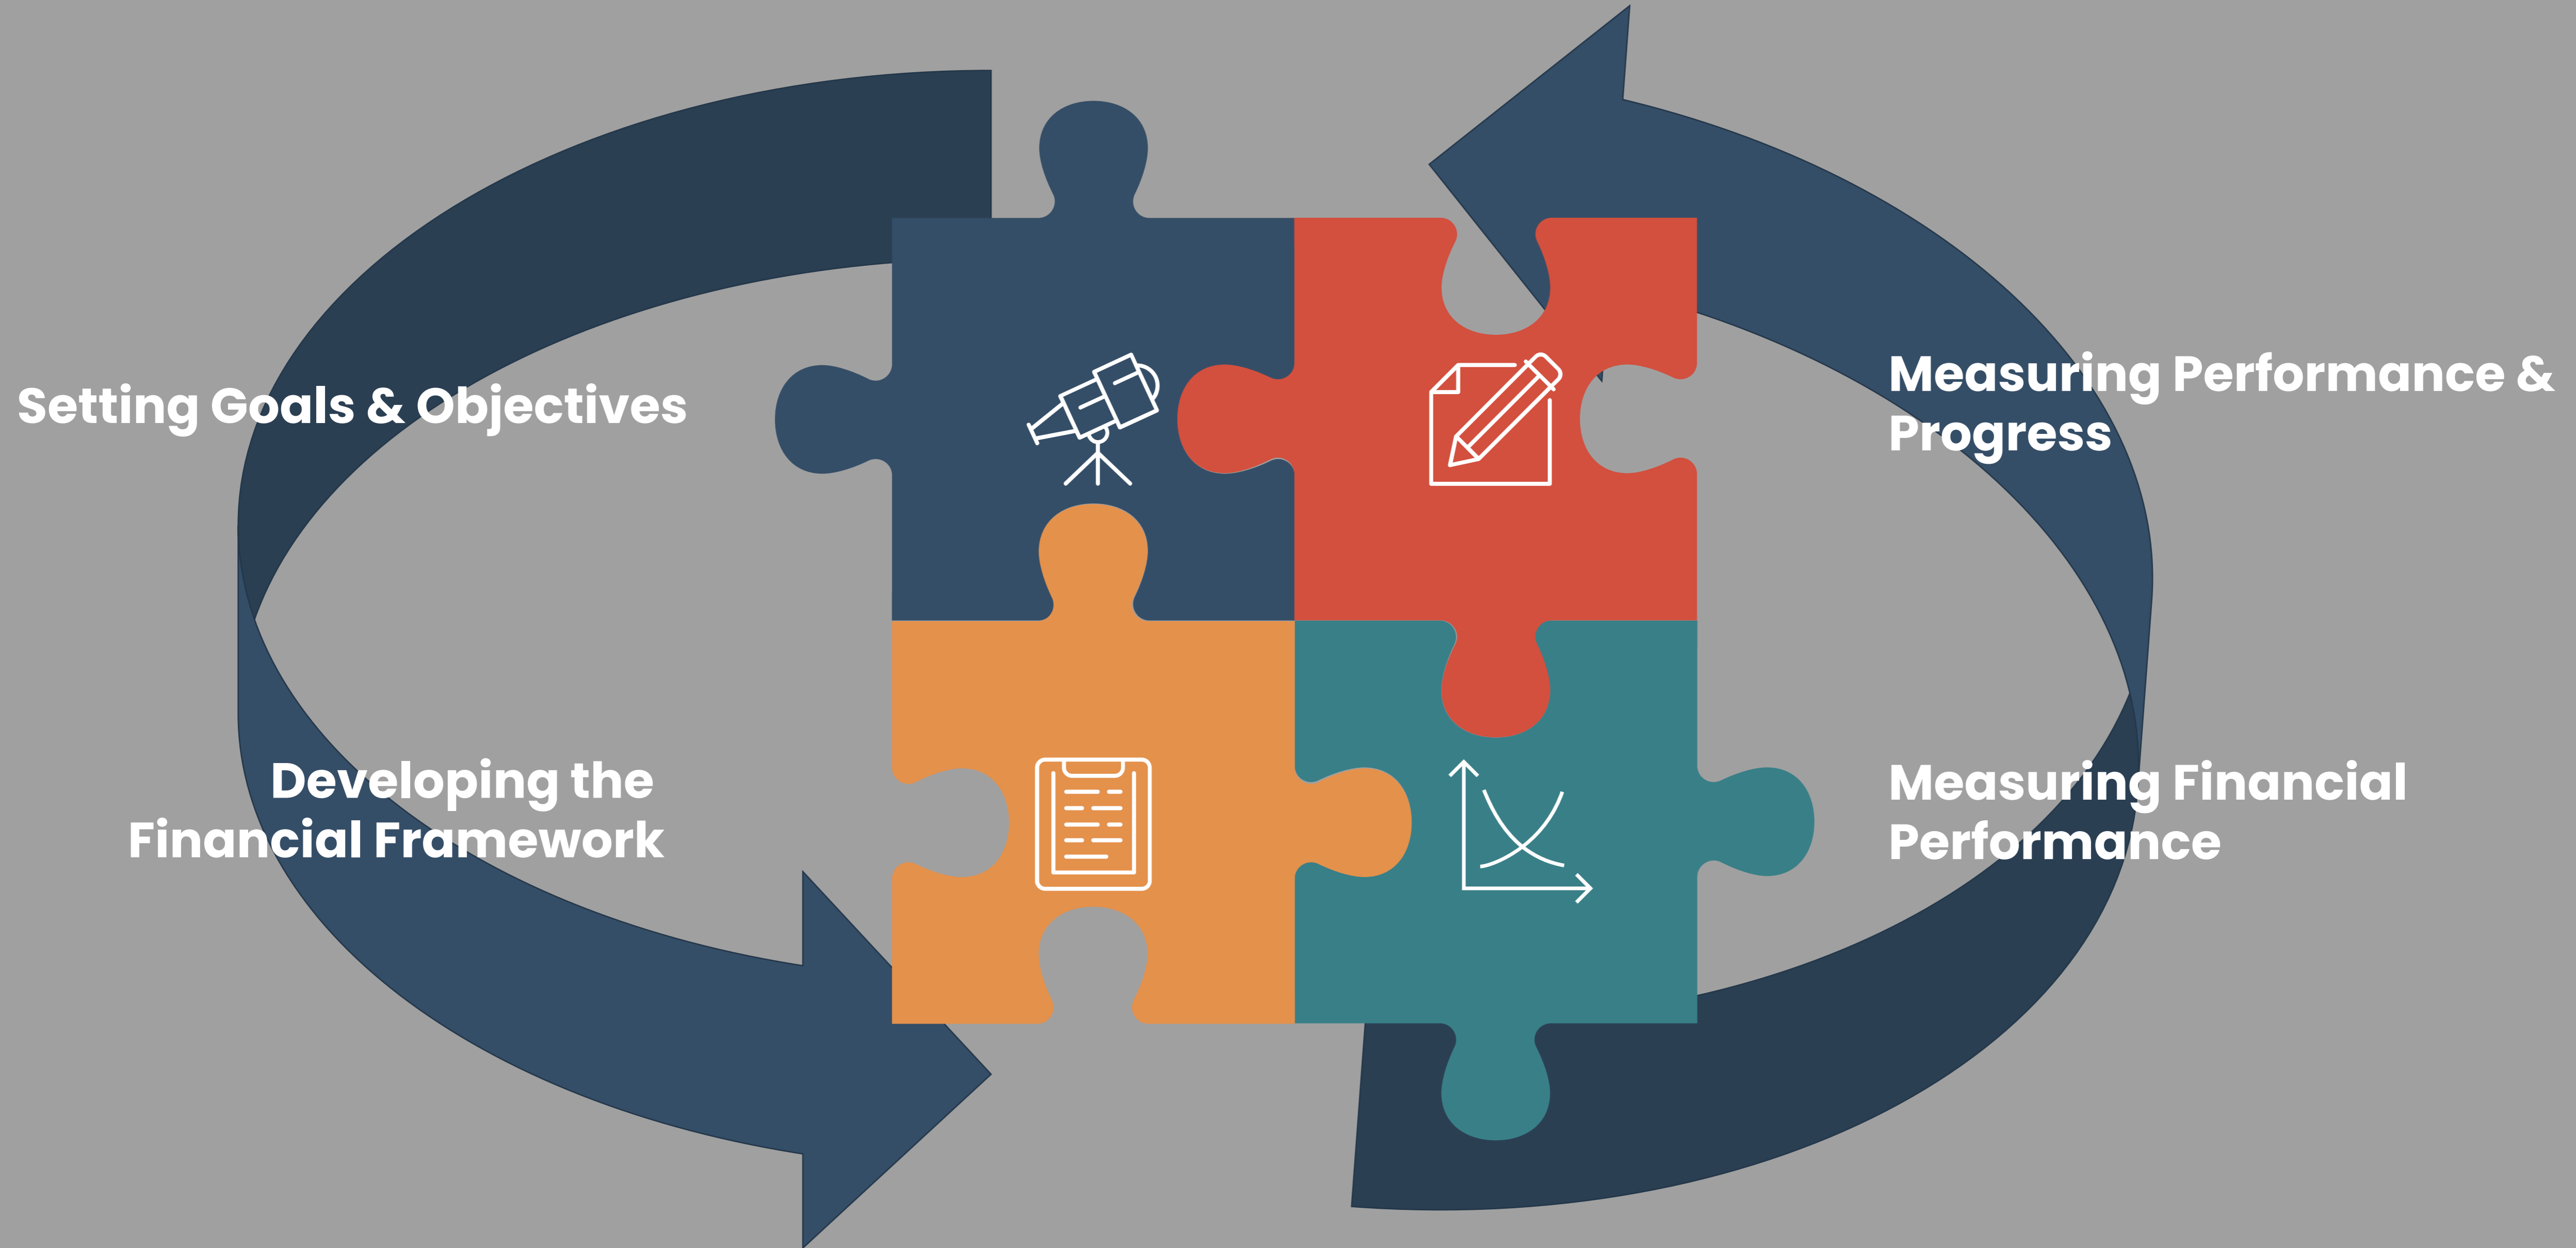 Setting Goals & Objectives
Measuring Performance &
Progress
Developing the
Financial Framework
Measuring Financial
Performance